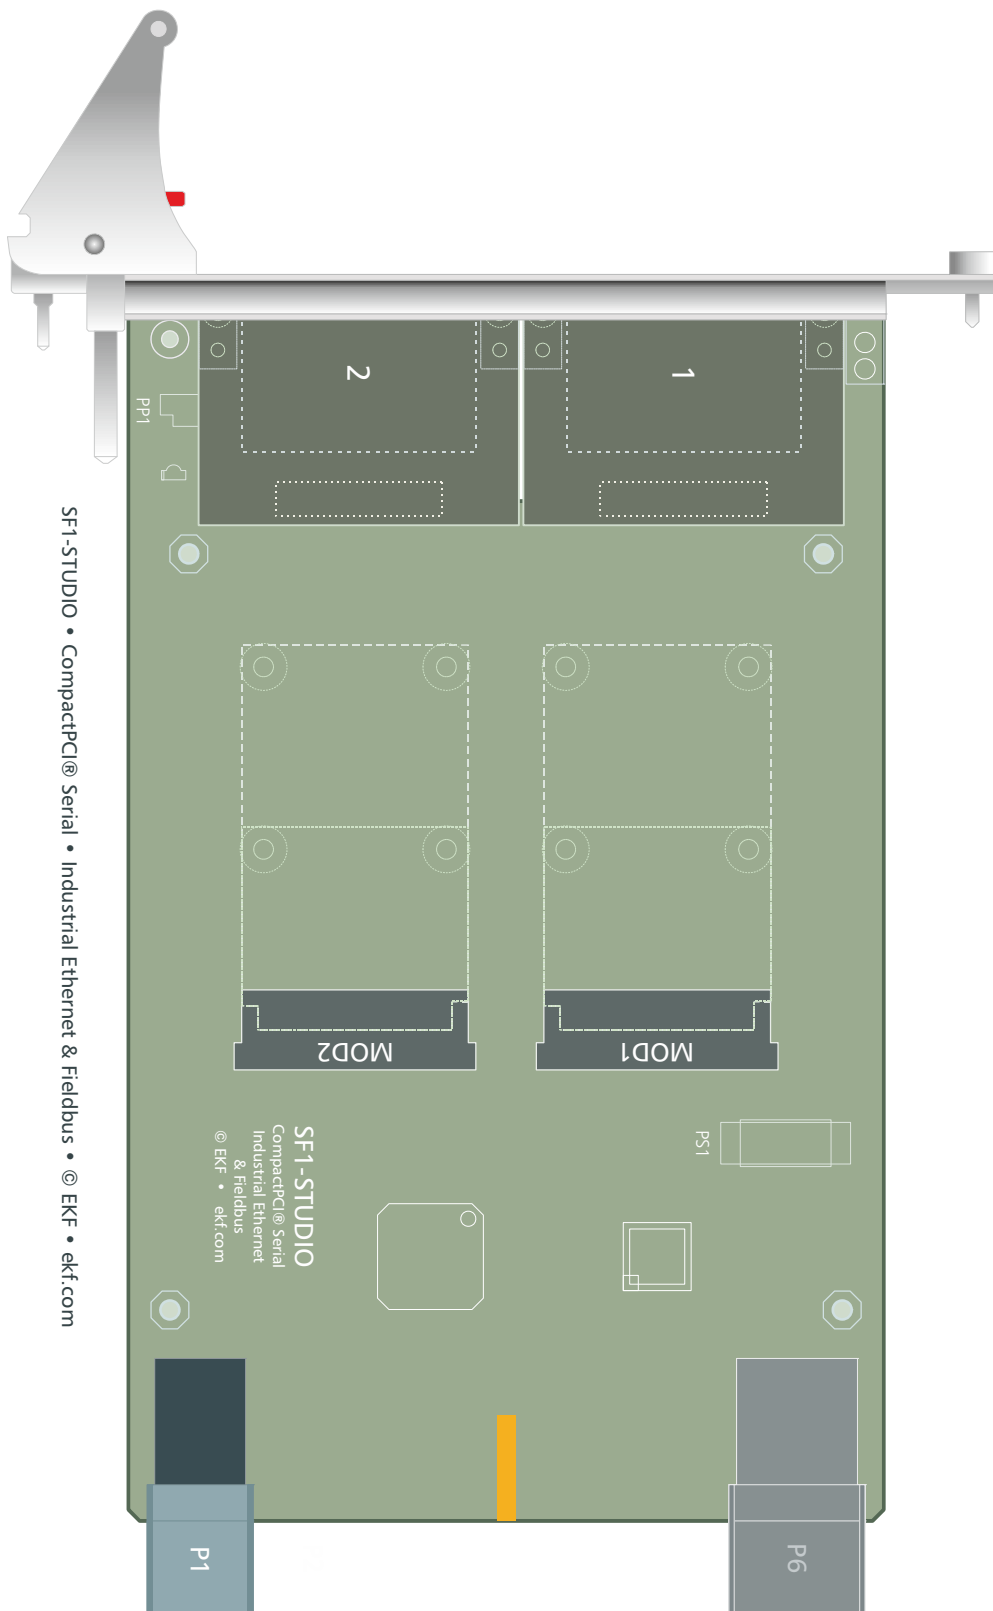 2
1
PP1
SF1-STUDIO • CompactPCI® Serial • Industrial Ethernet & Fieldbus • © EKF • ekf.com
MOD2
MOD1
SF1-STUDIO
CompactPCI® Serial
Industrial Ethernet
& Fieldbus
© EKF • ekf.com
PS1
P1
P6